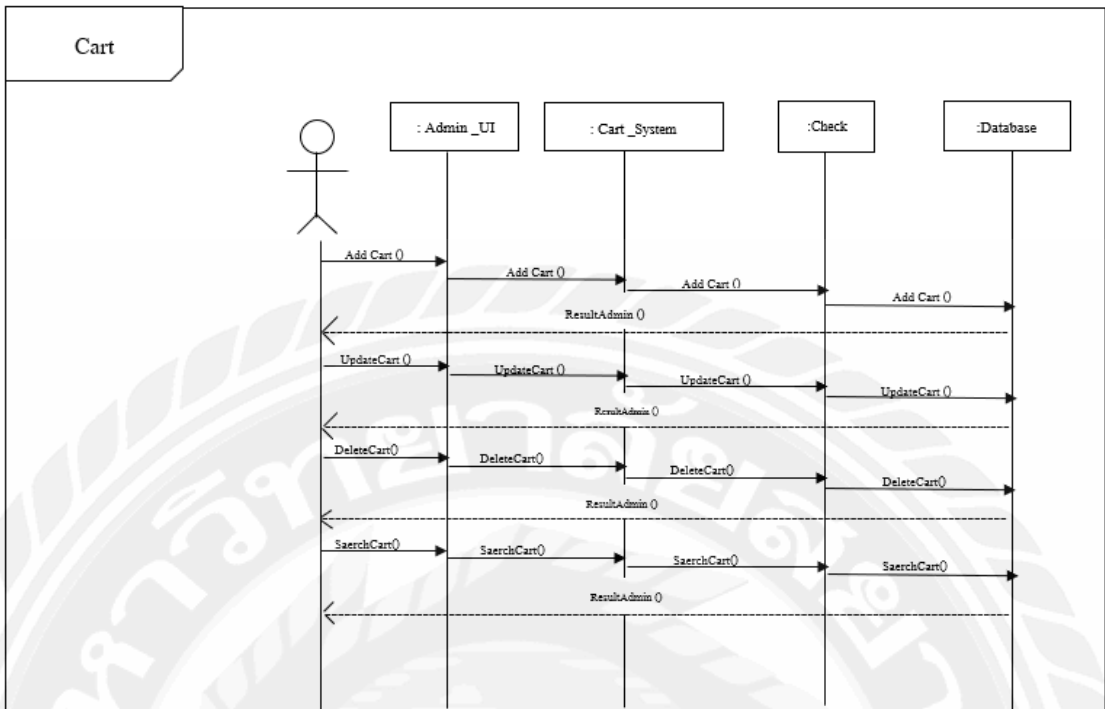 Cart
: Admin _UI
: Cart _System
:Check
:Database
Add Cart ()
Add Cart ()
Add Cart ()
Add Cart ()
ResultAdmin ()
UpdateCart ()
UpdateCart ()
UpdateCart ()
UpdateCart ()
ResultAdmin ()
DeleteCart()
DeleteCart()
DeleteCart()
DeleteCart()
ResultAdmin ()
SaerchCart()
SaerchCart()
SaerchCart()
SaerchCart()
ResultAdmin ()